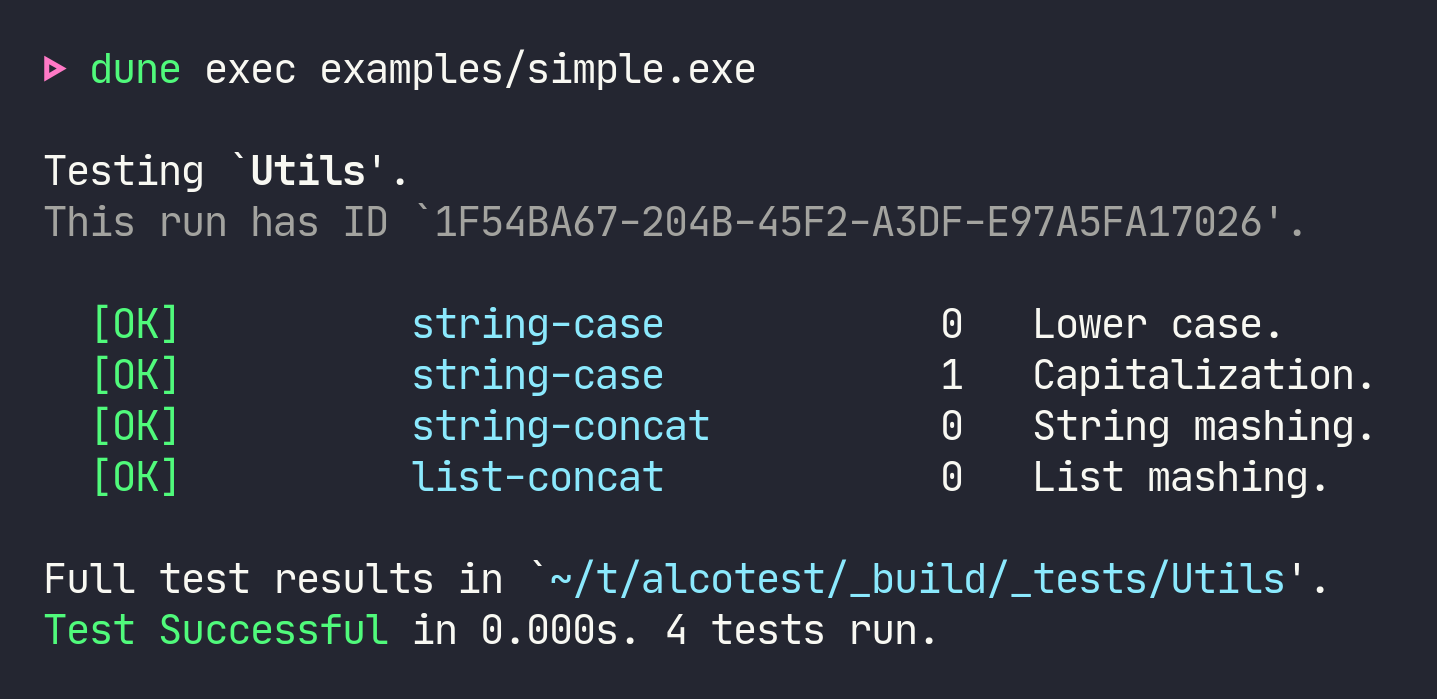 dune exec examples/simple.exe
Testing `Utils'.
This run has ID `1F54BA67-204B-45F2-A3DF-E97A5FA17026'.
[OK] string-case 0 Lower case.
[OK] string-case 1 Capitalization.
[OK] string-concat 0 String mashing.
[OK] list-concat 0 List mashing.
Full test results in `~/t/alcotest/_build/_tests/Utils'.
Test Successful in 0.000s. 4 tests run.